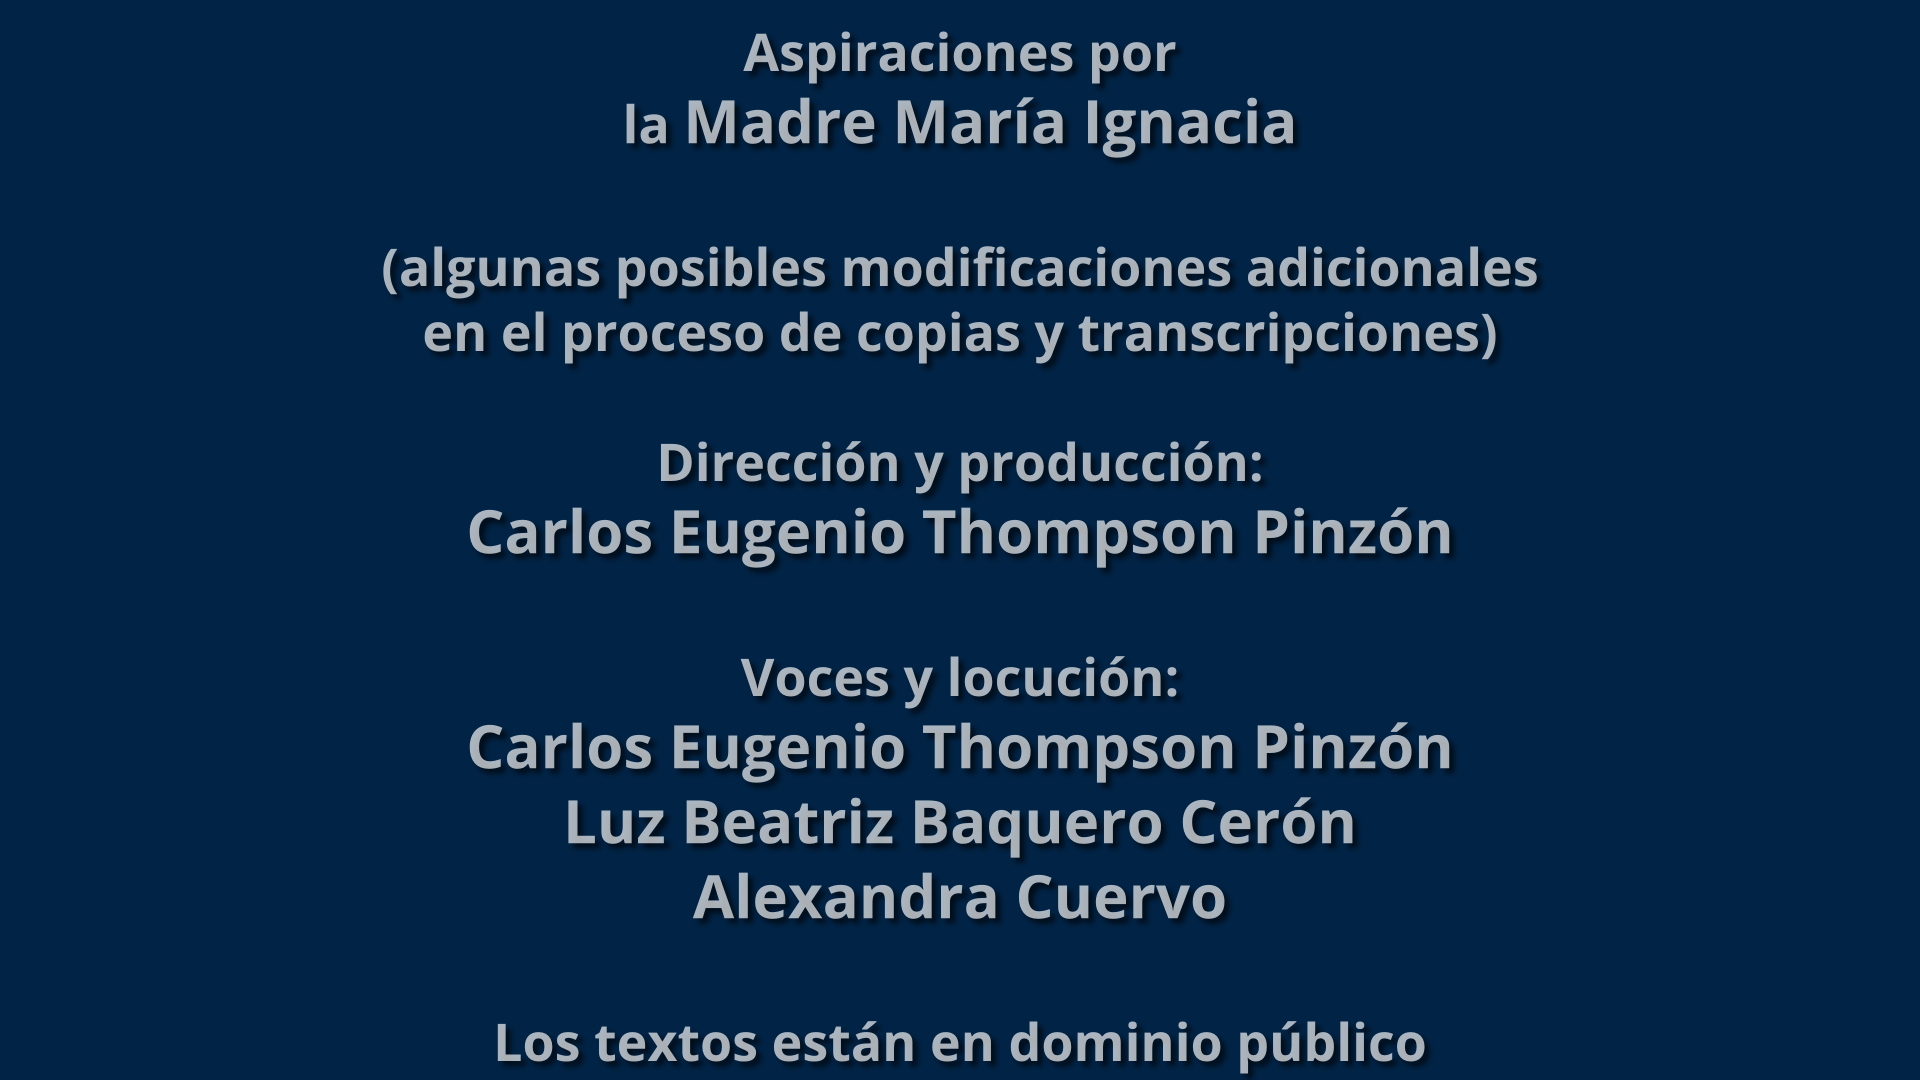 Aspiraciones por
la Madre María Ignacia
(algunas posibles modificaciones adicionales
en el proceso de copias y transcripciones)
Dirección y producción:
Carlos Eugenio Thompson Pinzón
Voces y locución:
Carlos Eugenio Thompson Pinzón
Luz Beatriz Baquero Cerón
Alexandra Cuervo
Los textos están en dominio público